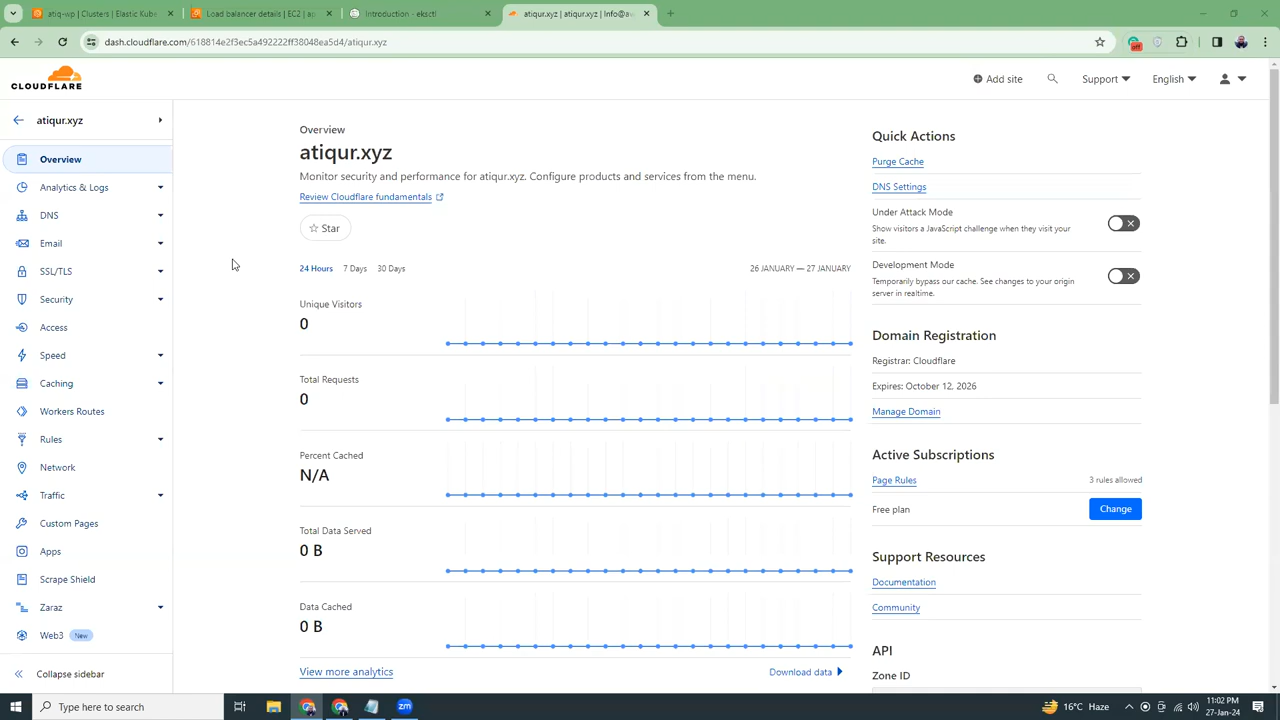 atiq-wp | Clusters | Elastic Kube
Load balancer details | EC2 | ap
Introduction - eksctl
atiqur.xyz | atiqur.xyz | Info@aw
dash.cloudflare.com/618814e2f3ec5a492222ff38048ea5d4/atiqur.xyz
off
CLOUDFLARE
Add site
Support
English
atiqur.xyz
Overview
Analytics & Logs
DNS
Email
SSL/TLS
Security
Access
Speed
Caching
Workers Routes
Rules
Network
Traffic
Custom Pages
Apps
Scrape Shield
Zaraz
Web3 New
Collapse sidebar
Overview
atiqur.xyz
Monitor security and performance for atiqur.xyz. Configure products and services from the menu.
Review Cloudflare fundamentals
Star
24 Hours 7 Days 30 Days 26 JANUARY — 27 JANUARY
Unique Visitors
0
Total Requests
0
Percent Cached
N/A
Total Data Served
0 B
Data Cached
0 B
View more analytics Download data
Quick Actions
Purge Cache
DNS Settings
Under Attack Mode
Show visitors a JavaScript challenge when they visit your
site.
Development Mode
Temporarily bypass our cache. See changes to your origin
server in realtime.
Domain Registration
Registrar: Cloudflare
Expires: October 12, 2026
Manage Domain
Active Subscriptions
Page Rules 3 rules allowed
Free plan Change
Support Resources
Documentation
Community
API
Zone ID
Type here to search
zm
16°C Haze
11:02 PM
27-Jan-24